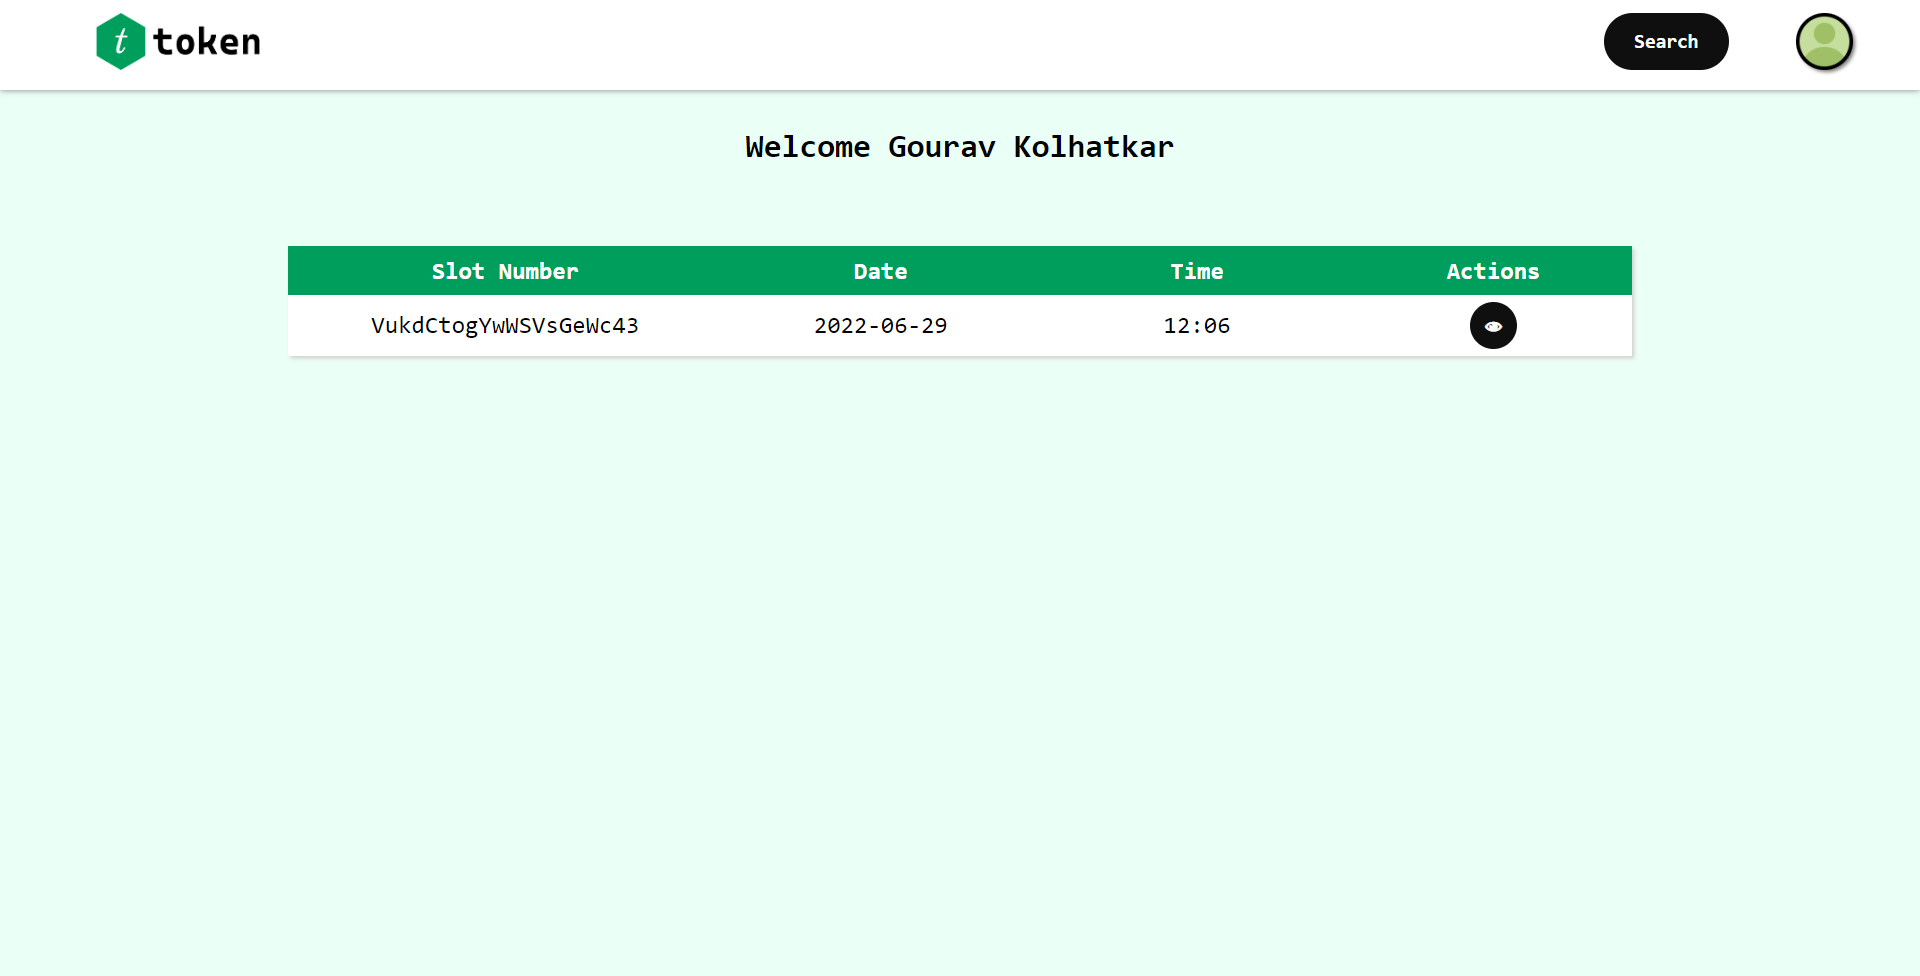 t token
Search
Welcome Gourav Kolhatkar
Slot Number Date Time Actions
VukdCtogYwWSVsGeWc43 2022-06-29 12:06